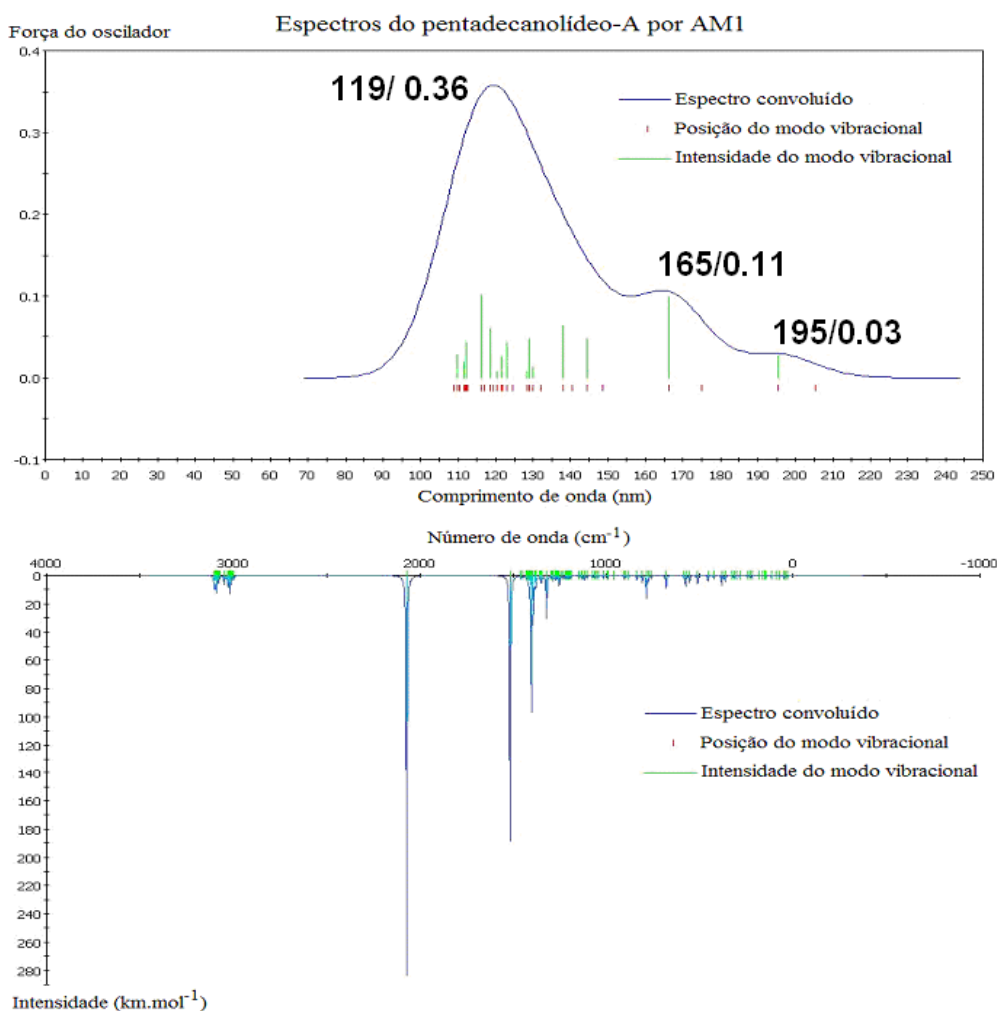 Espectros do pentadecanolídeo-A por AM1
Força do oscilador
0.4
0.3
0.2
0.1
0.0
-0.1
119/ 0.36
165/0.11
195/0.03
Espectro convoluído
Posição do modo vibracional
Intensidade do modo vibracional
0 10 20 30 40 50 60 70 80 90 100 110 120 130 140 150 160 170 180 190 200 210 220 230 240 250
Comprimento de onda (nm)
Número de onda (cm-1)
4000 3000 2000 1000 0 -1000
0
20
40
60
80
100
120
140
160
180
200
220
240
260
280
Espectro convoluído
Posição do modo vibracional
Intensidade do modo vibracional
Intensidade (km.mol-1)